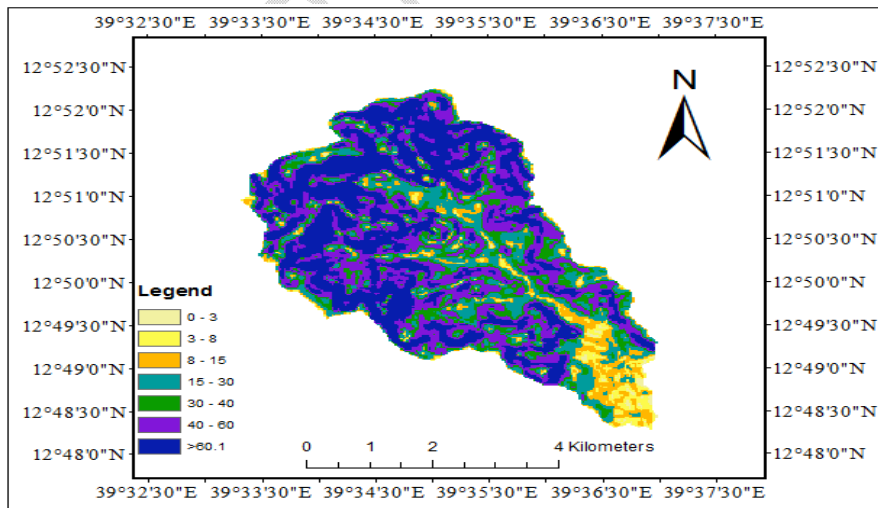 39°32'30"E 39°33'30"E 39°34'30"E 39°35'30"E 39°36'30"E 39°37'30"E
12°52'30"N 12°52'30"N
N
12°52'0"N 12°52'0"N
12°51'30"N 12°51'30"N
12°51'0"N 12°51'0"N
12°50'30"N 12°50'30"N
12°50'0"N 12°50'0"N
Legend
0 - 3
12°49'30"N 12°49'30"N
3 - 8
8 - 15
12°49'0"N 12°49'0"N
15 - 30
30 - 40
12°48'30"N 12°48'30"N
40 - 60
>60.1
0 1 2 4 Kilometers
12°48'0"N 12°48'0"N
39°32'30"E 39°33'30"E 39°34'30"E 39°35'30"E 39°36'30"E 39°37'30"E